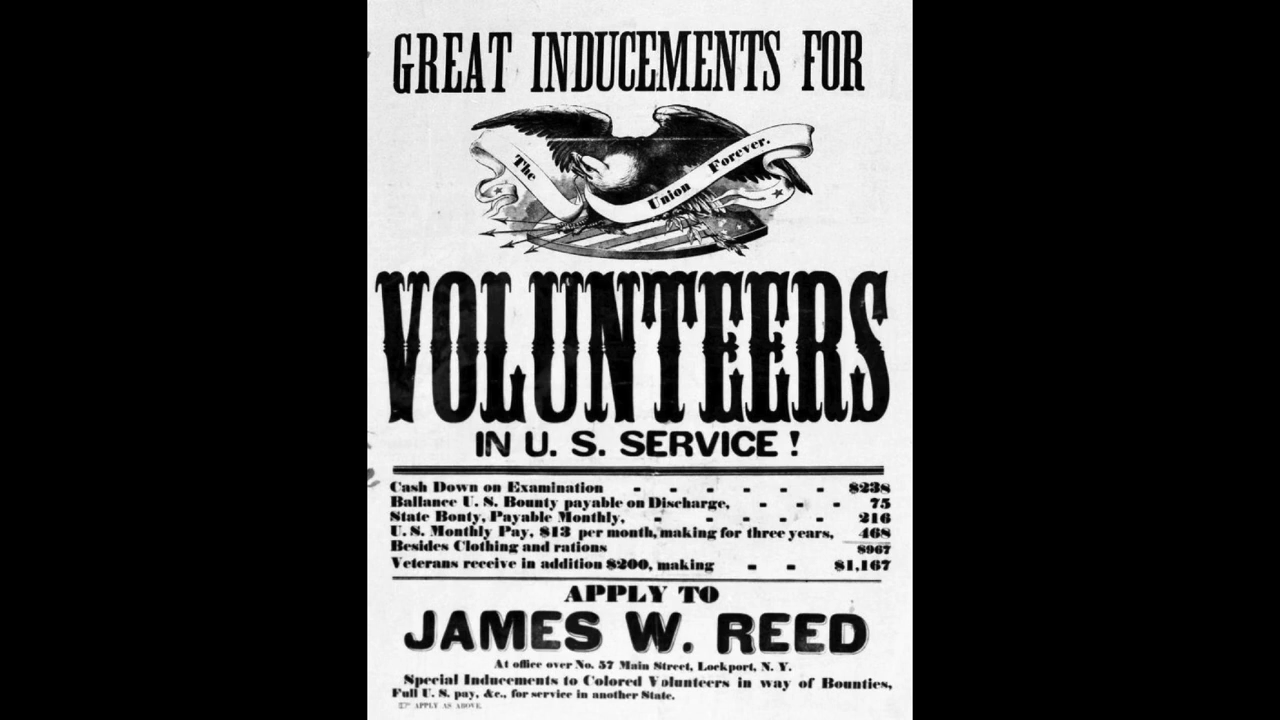 GREAT INDUCEMENTS FOR
The Union Forever.
VOLUNTEERS
IN U. S. SERVICE !
Cash Down on Examination - - - - - - $238
Ballance U. S. Bounty payable on Discharge, - - - 75
State Bonty, Payable Monthly, - - - - - 216
U. S. Monthly Pay, $13 per month, making for three years, 468
Besides Clothing and rations $967
Veterans receive in addition $200, making - - $1,167
APPLY TO
JAMES W. REED
At office over No. 57 Main Street, Lockport, N. Y.
Special Inducements to Colored Volunteers in way of Bounties,
Full U. S. pay, &c., for service in another State.
☞ APPLY AS ABOVE.